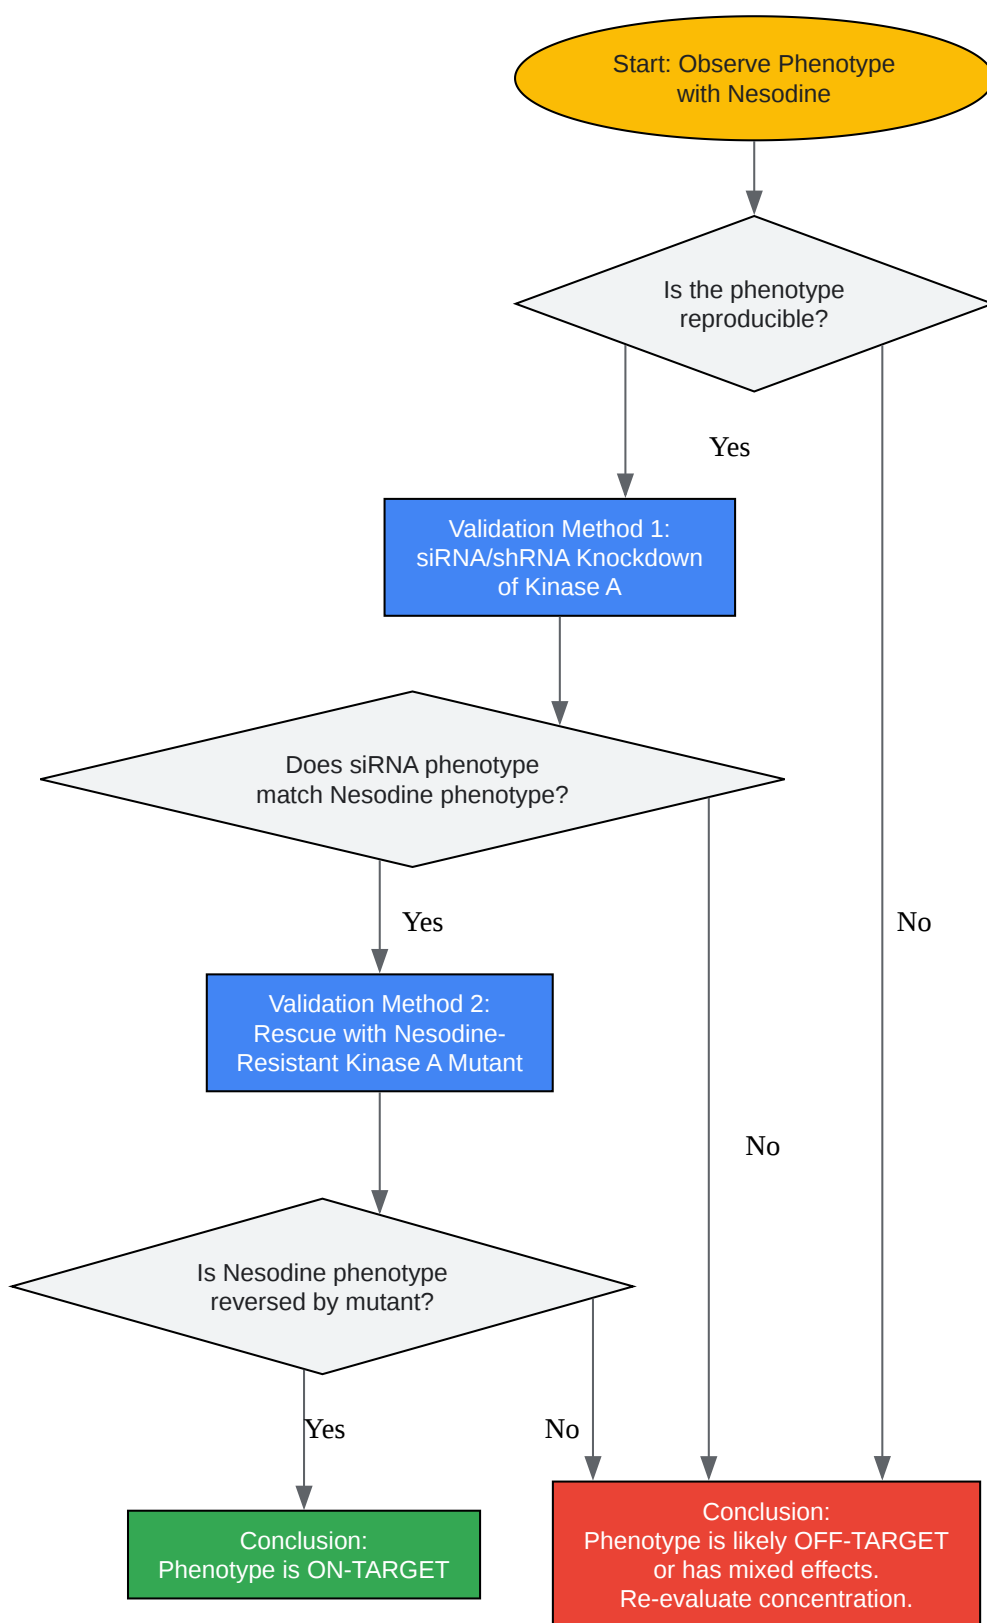 Start: Observe Phenotype
with Nesodine
Is the phenotype
reproducible?
Yes
Validation Method 1:
siRNA/shRNA Knockdown
of Kinase A
Does siRNA phenotype
match Nesodine phenotype?
Yes
No
Validation Method 2:
Rescue with Nesodine-
Resistant Kinase A Mutant
No
Is Nesodine phenotype
reversed by mutant?
Yes
No
Conclusion:
Phenotype is ON-TARGET
Conclusion:
Phenotype is likely OFF-TARGET
or has mixed effects.
Re-evaluate concentration.